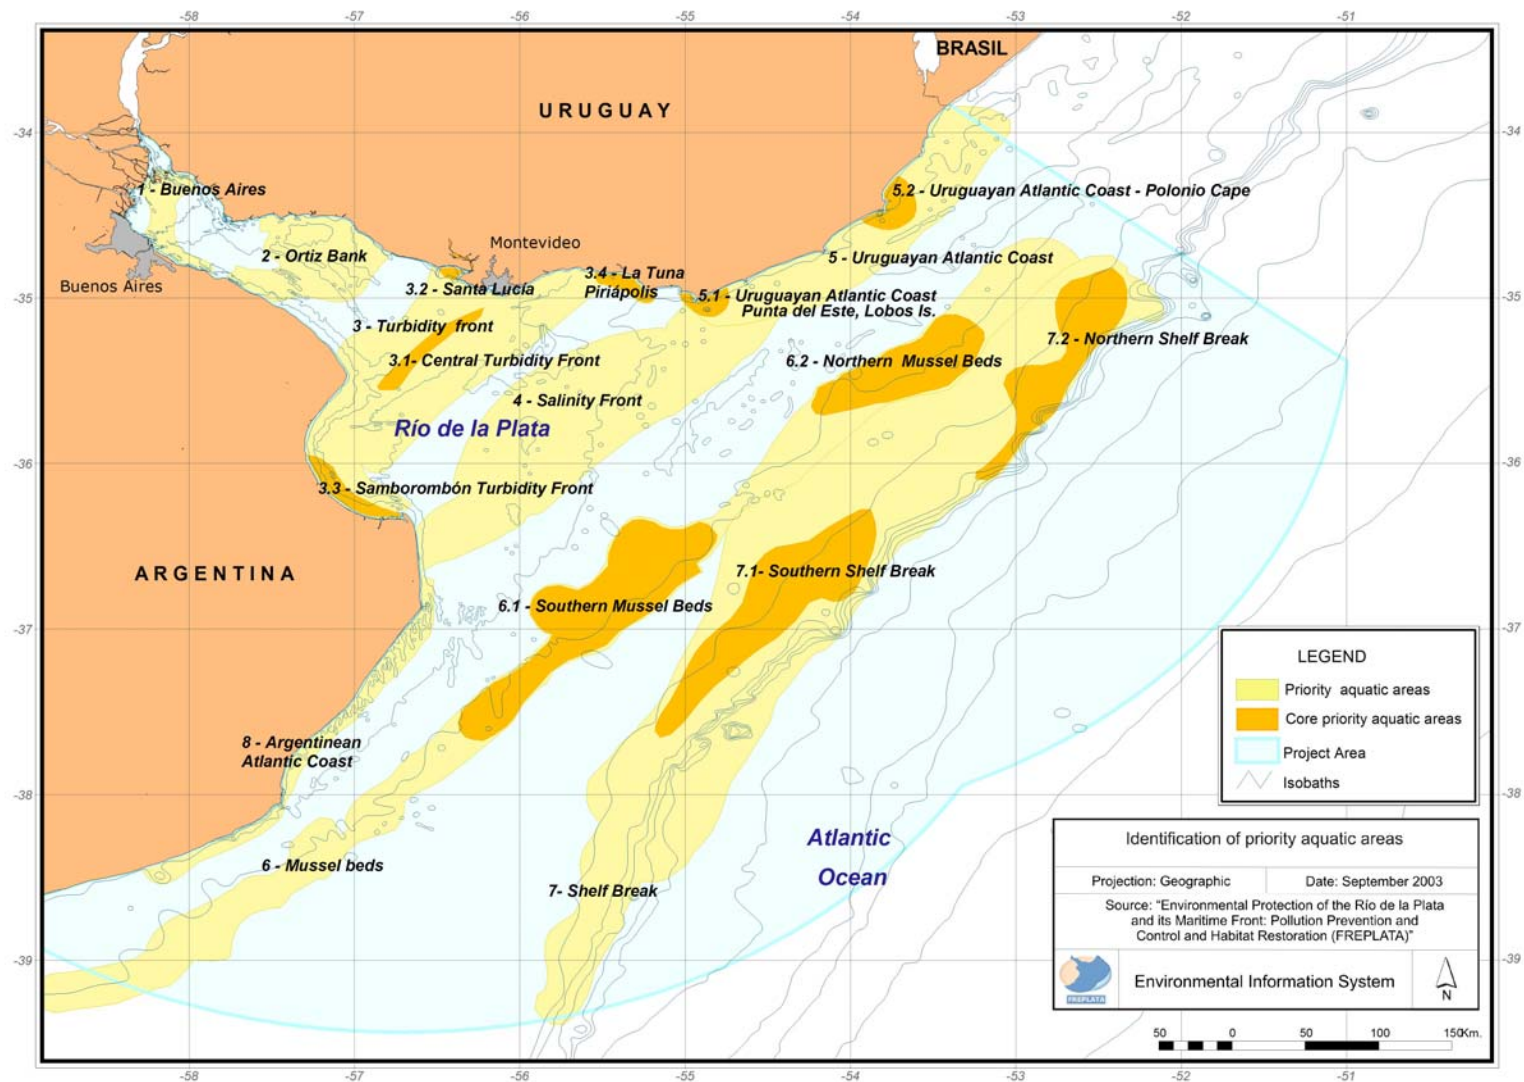 -58 -57 -56 -55 -54 -53 -52 -51
BRASIL
URUGUAY
-34 -34
1 - Buenos Aires
5.2 - Uruguayan Atlantic Coast - Polonio Cape
Montevideo
2 - Ortiz Bank
5 - Uruguayan Atlantic Coast
3.4 - La Tuna
Piriápolis
Buenos Aires
3.2 - Santa Lucía
-35 -35
5.1 - Uruguayan Atlantic Coast
Punta del Este, Lobos Is.
3 - Turbidity front
7.2 - Northern Shelf Break
3.1- Central Turbidity Front
6.2 - Northern Mussel Beds
4 - Salinity Front
Río de la Plata
-36 -36
3.3 - Samborombón Turbidity Front
ARGENTINA
7.1- Southern Shelf Break
6.1 - Southern Mussel Beds
-37 -37
LEGEND
Priority aquatic areas
Core priority aquatic areas
Project Area
Isobaths
8 - Argentinean
Atlantic Coast
-38 -38
Atlantic
Ocean
6 - Mussel beds
7- Shelf Break
Identification of priority aquatic areas
Projection: Geographic
Date: September 2003
Source: "Environmental Protection of the Río de la Plata
and its Maritime Front: Pollution Prevention and
Control and Habitat Restoration (FREPLATA)"
-39 -39
FREPLATA
Environmental Information System
N
50 25 0 50 100 150Km.
-58 -57 -56 -55 -54 -53 -52 -51